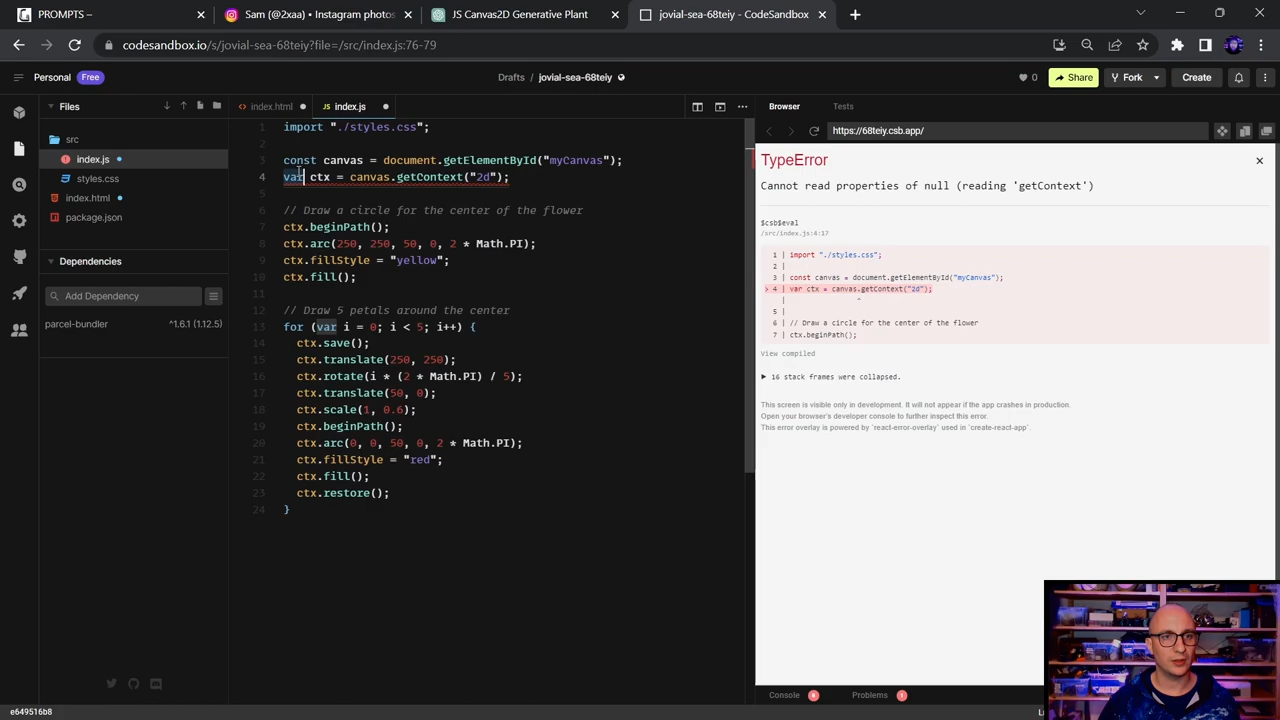 PROMPTS –
Sam (@2xaa) • Instagram photos
JS Canvas2D Generative Plant
jovial-sea-68teiy - CodeSandbox
codesandbox.io/s/jovial-sea-68teiy?file=/src/index.js:76-79
Personal Free
Drafts / jovial-sea-68teiy
0
Share
Fork
Create
Files
index.html
JS index.js
Browser
Tests
src
index.js
styles.css
index.html
package.json
Dependencies
Add Dependency
parcel-bundler ^1.6.1 (1.12.5)
1 import "./styles.css";
2
3 const canvas = document.getElementById("myCanvas");
4 var ctx = canvas.getContext("2d");
5
6 // Draw a circle for the center of the flower
7 ctx.beginPath();
8 ctx.arc(250, 250, 50, 0, 2 * Math.PI);
9 ctx.fillStyle = "yellow";
10 ctx.fill();
11
12 // Draw 5 petals around the center
13 for (var i = 0; i < 5; i++) {
14 ctx.save();
15 ctx.translate(250, 250);
16 ctx.rotate(i * (2 * Math.PI) / 5);
17 ctx.translate(50, 0);
18 ctx.scale(1, 0.6);
19 ctx.beginPath();
20 ctx.arc(0, 0, 50, 0, 2 * Math.PI);
21 ctx.fillStyle = "red";
22 ctx.fill();
23 ctx.restore();
24 }
https://68teiy.csb.app/
TypeError
Cannot read properties of null (reading 'getContext')
$csb$eval
/src/index.js:4:17
1 | import "./styles.css";
2 |
3 | const canvas = document.getElementById("myCanvas");
> 4 | var ctx = canvas.getContext("2d");
| ^
5 |
6 | // Draw a circle for the center of the flower
7 | ctx.beginPath();
View compiled
▶ 16 stack frames were collapsed.
This screen is visible only in development. It will not appear if the app crashes in production.
Open your browser's developer console to further inspect this error.
This error overlay is powered by `react-error-overlay` used in `create-react-app`.
Console
Problems 1
e649516b8